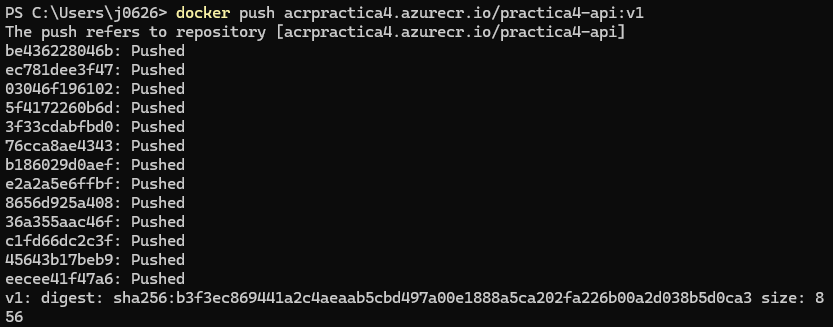 PS C:\Users\j0626> docker push acrpractica4.azurecr.io/practica4-api:v1
The push refers to repository [acrpractica4.azurecr.io/practica4-api]
be436228046b: Pushed
ec781dee3f47: Pushed
03046f196102: Pushed
5f4172260b6d: Pushed
3f33cdabfbd0: Pushed
76cca8ae4343: Pushed
b186029d0aef: Pushed
e2a2a5e6ffbf: Pushed
8656d925a408: Pushed
36a355aac46f: Pushed
c1fd66dc2c3f: Pushed
45643b17beb9: Pushed
eecee41f47a6: Pushed
v1: digest: sha256:b3f3ec869441a2c4aeaab5cbd497a00e1888a5ca202fa226b00a2d038b5d0ca3 size: 8
56